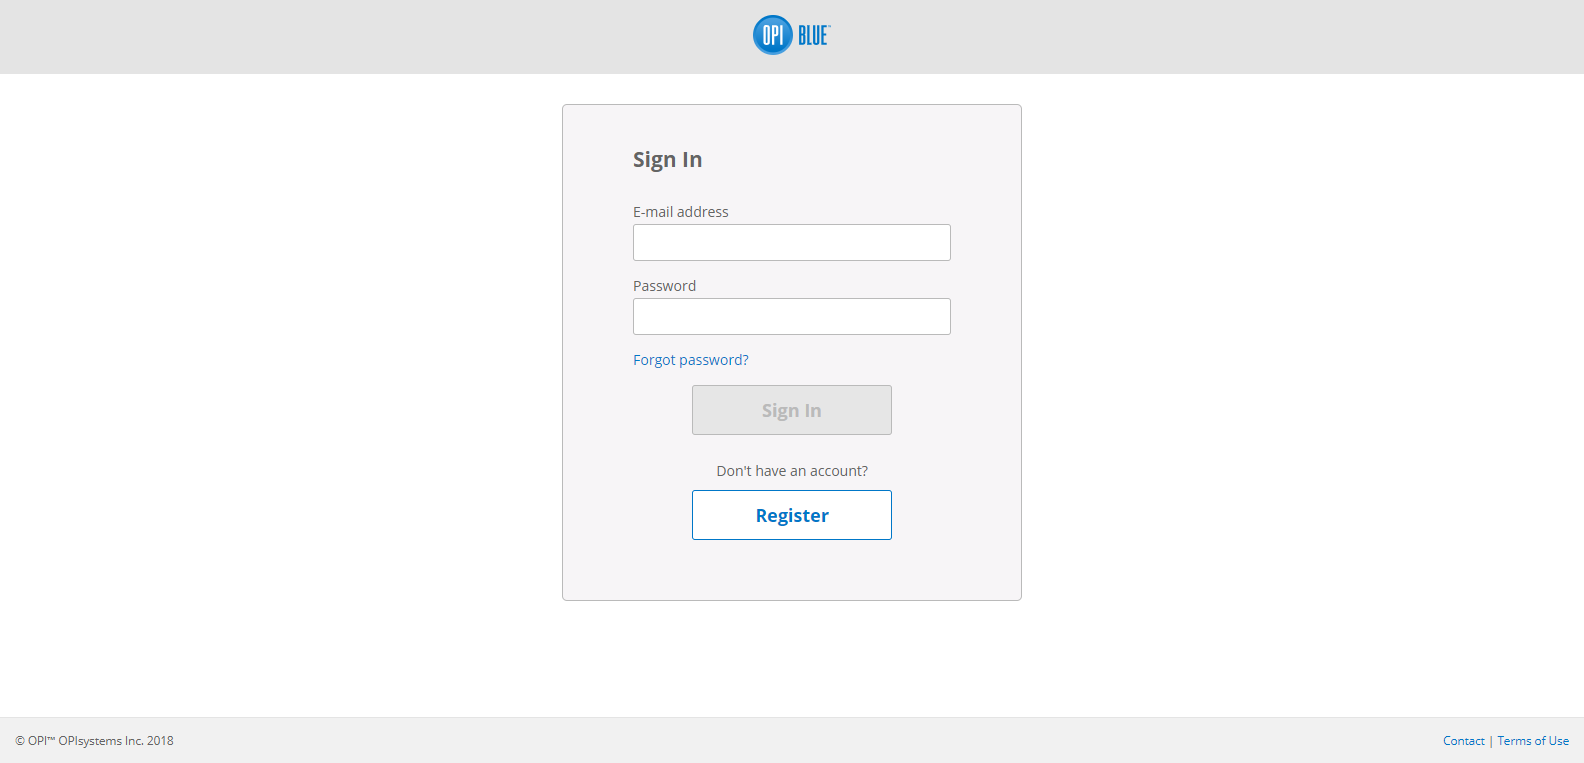 OPI BLUE™
Sign In
E-mail address
Password
Forgot password?
Sign In
Don't have an account?
Register
© OPI™ OPIsystems Inc. 2018
Contact | Terms of Use